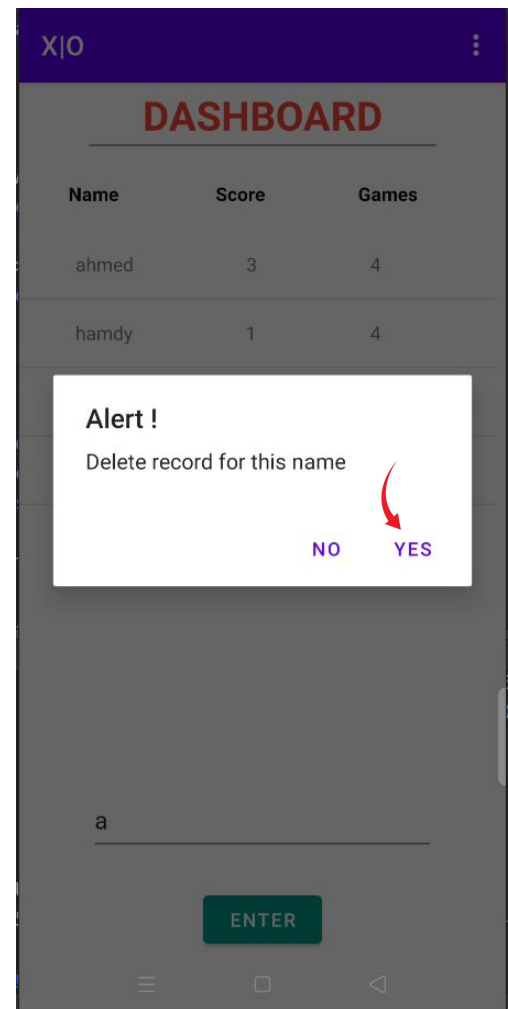 X|O
DASHBOARD
Name Score Games
ahmed 3 4
hamdy 1 4
Alert !
Delete record for this name
NO YES
a
ENTER